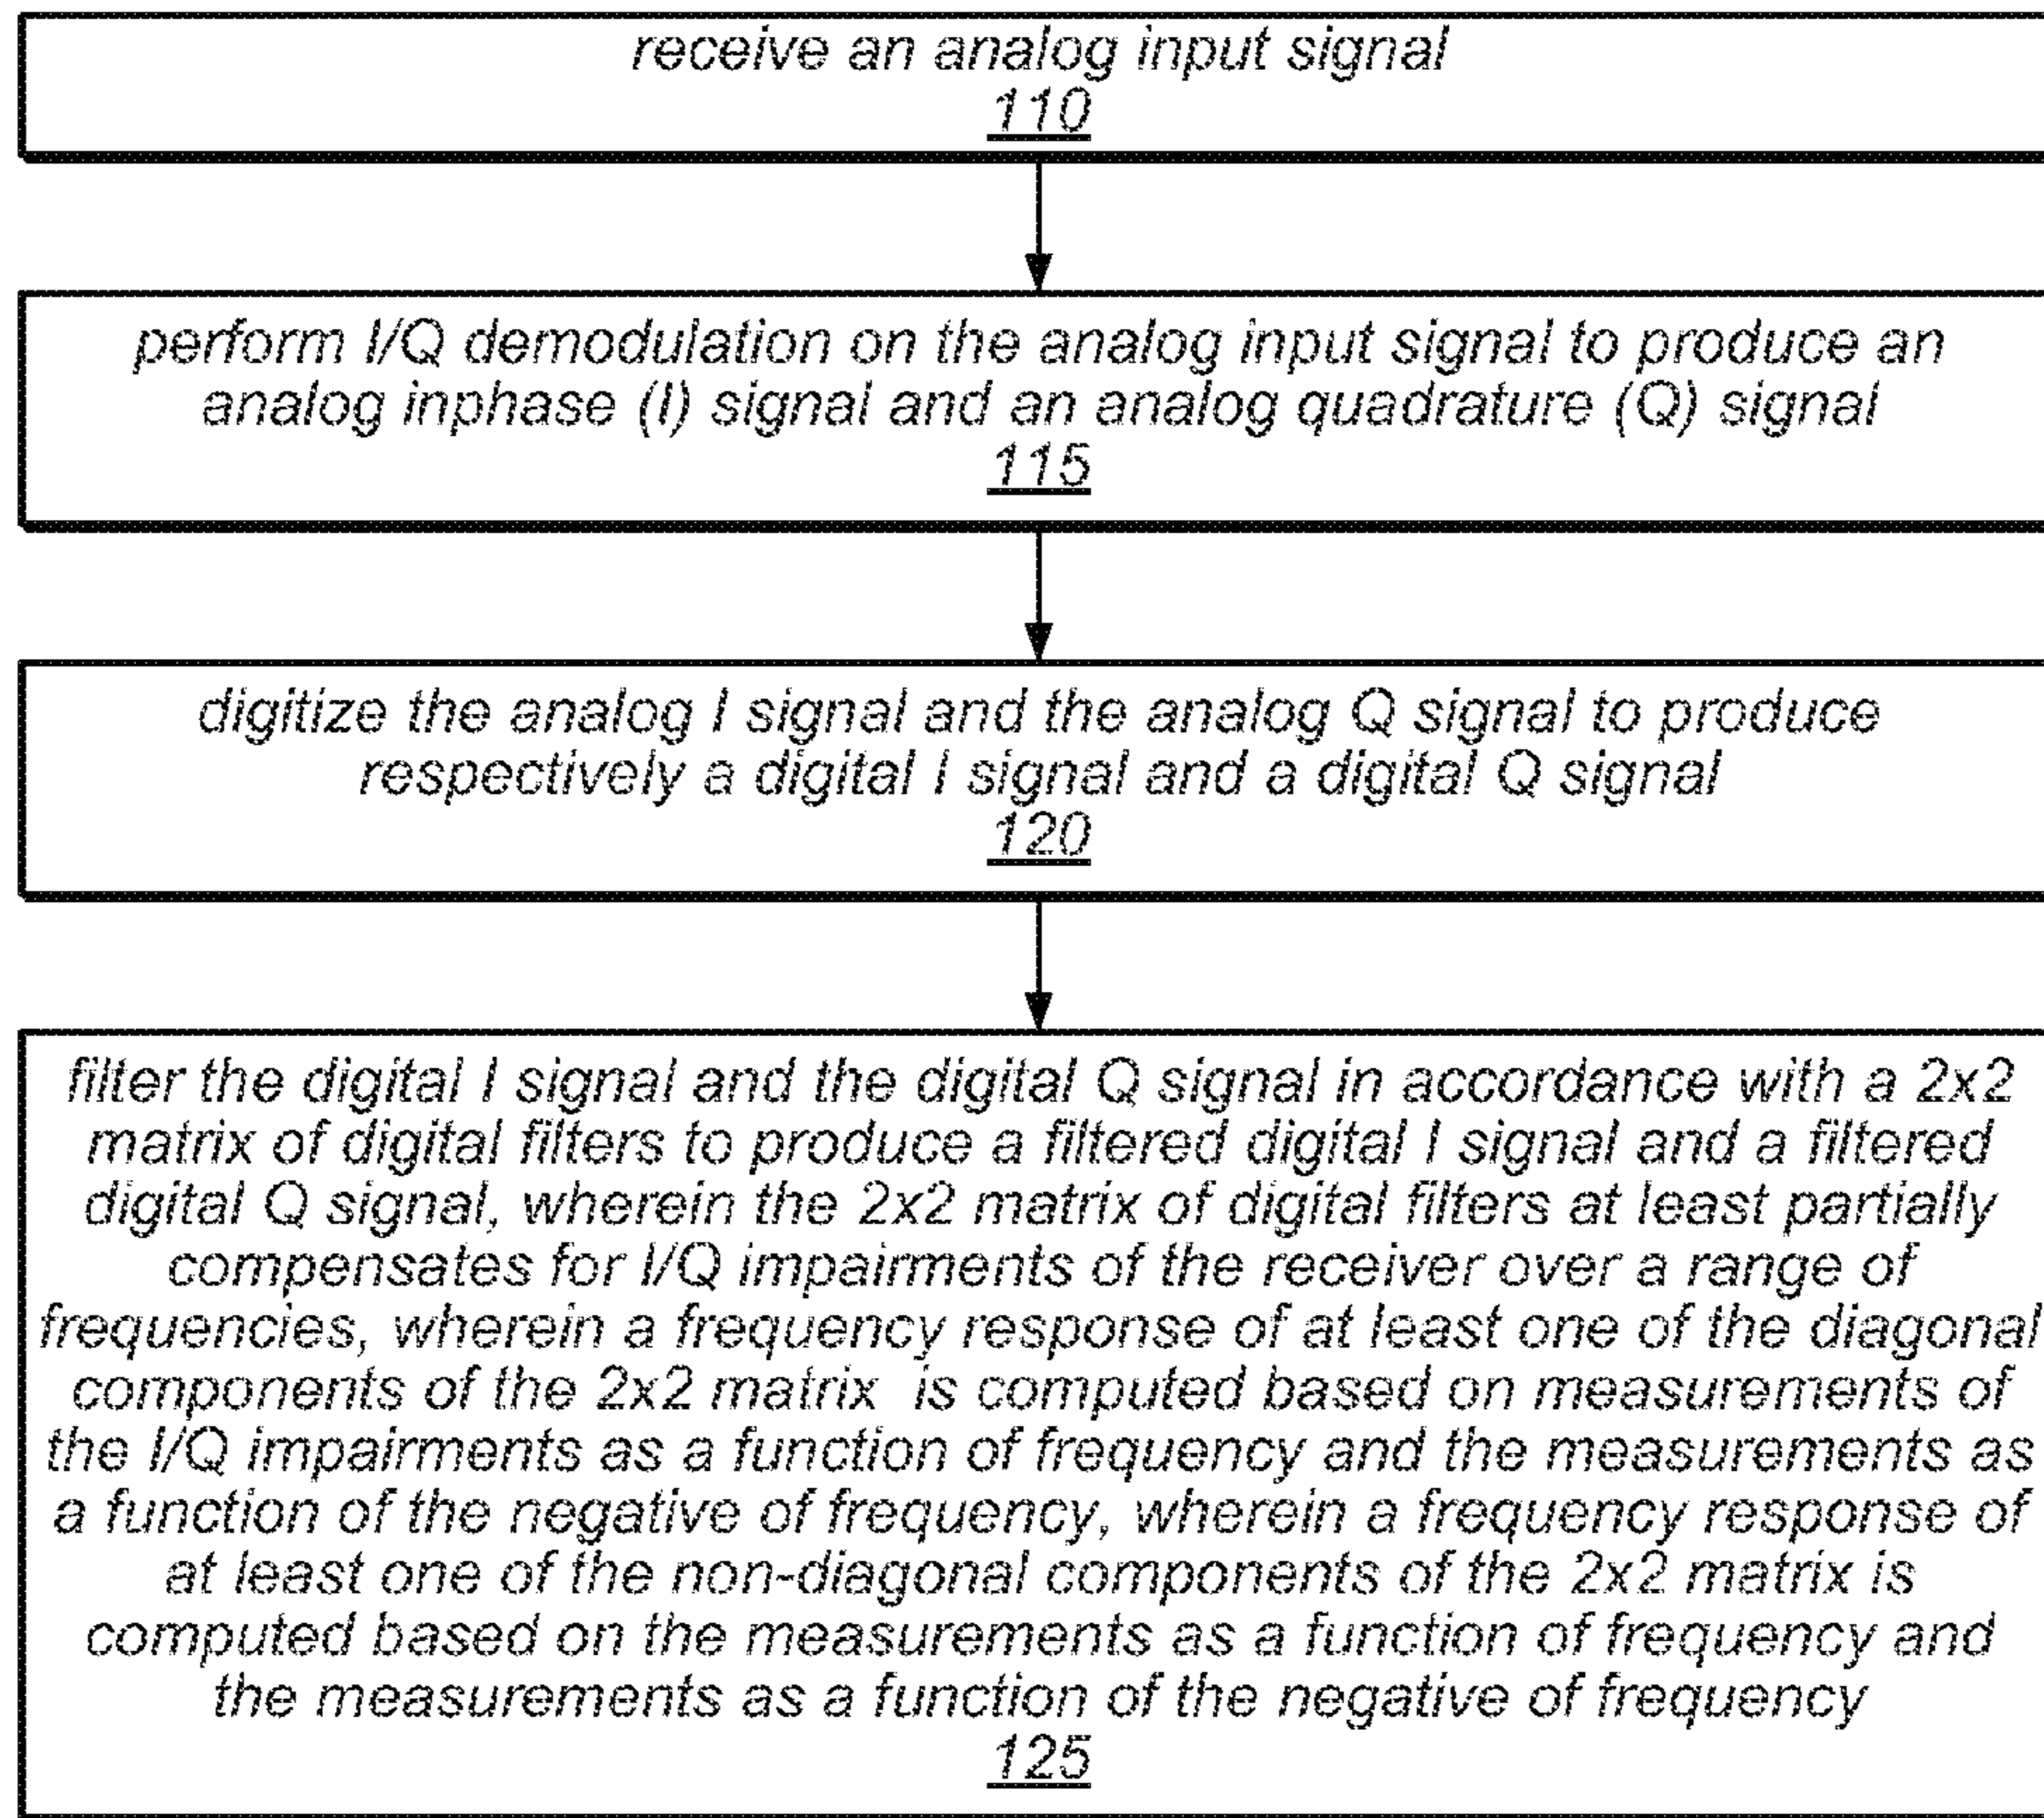 receive an analog input signal
110
perform I/Q demodulation on the analog input signal to produce an
analog inphase (I) signal and an analog quadrature (Q) signal
115
digitize the analog I signal and the analog Q signal to produce
respectively a digital I signal and a digital Q signal
120
filter the digital I signal and the digital Q signal in accordance with a 2x2
matrix of digital filters to produce a filtered digital I signal and a filtered
digital Q signal, wherein the 2x2 matrix of digital filters at least partially
compensates for I/Q impairments of the receiver over a range of
frequencies, wherein a frequency response of at least one of the diagonal
components of the 2x2 matrix is computed based on measurements of
the I/Q impairments as a function of frequency and the measurements as
a function of the negative of frequency, wherein a frequency response of
at least one of the non-diagonal components of the 2x2 matrix is
computed based on the measurements as a function of frequency and
the measurements as a function of the negative of frequency
125